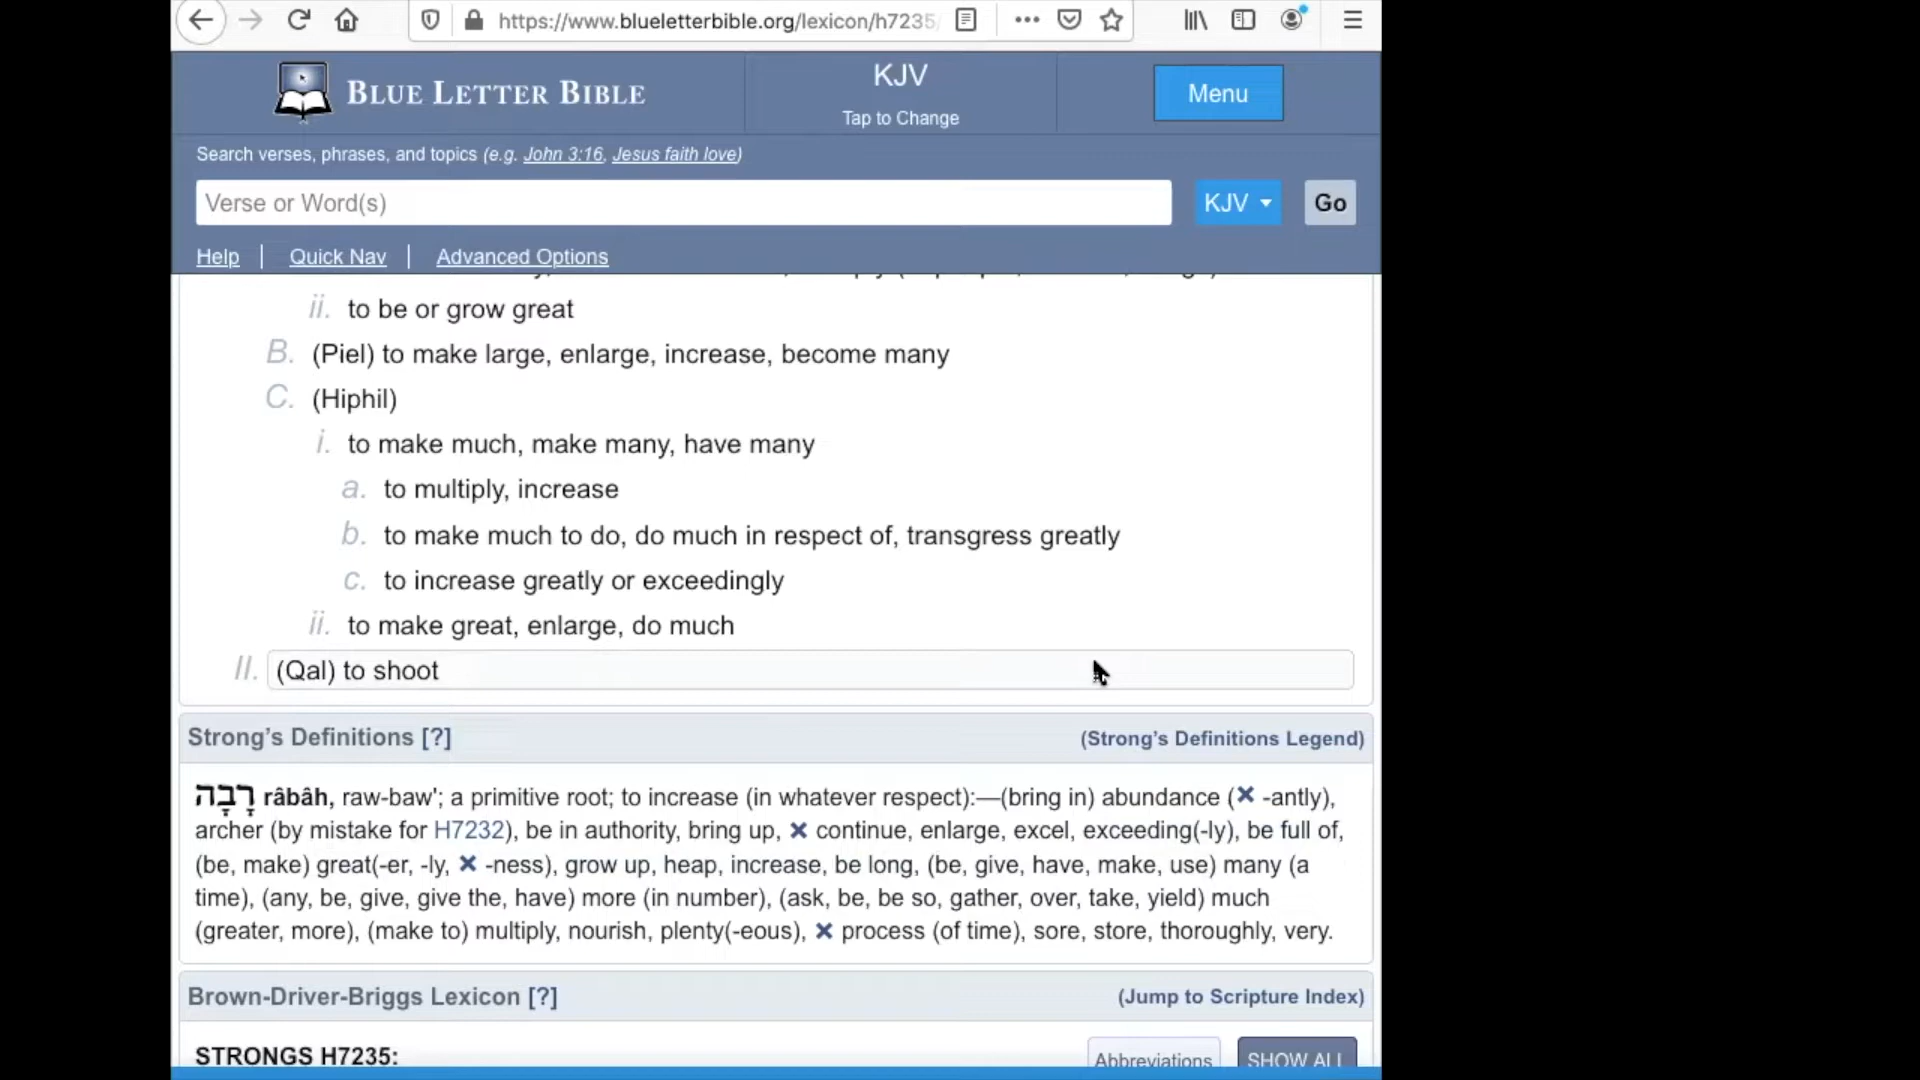 https://www.blueletterbible.org/lexicon/h7235/
BLUE LETTER BIBLE
KJV
Tap to Change
Menu
Search verses, phrases, and topics (e.g. John 3:16, Jesus faith love)
Verse or Word(s)
KJV
Go
Help | Quick Nav | Advanced Options
ii. to be or grow great
B. (Piel) to make large, enlarge, increase, become many
C. (Hiphil)
i. to make much, make many, have many
a. to multiply, increase
b. to make much to do, do much in respect of, transgress greatly
c. to increase greatly or exceedingly
ii. to make great, enlarge, do much
II. (Qal) to shoot
Strong's Definitions [?] (Strong's Definitions Legend)
רָבָה râbâh, raw-baw'; a primitive root; to increase (in whatever respect):—(bring in) abundance (× -antly),
archer (by mistake for H7232), be in authority, bring up, × continue, enlarge, excel, exceeding(-ly), be full of,
(be, make) great(-er, -ly, × -ness), grow up, heap, increase, be long, (be, give, have, make, use) many (a
time), (any, be, give, give the, have) more (in number), (ask, be, be so, gather, over, take, yield) much
(greater, more), (make to) multiply, nourish, plenty(-eous), × process (of time), sore, store, thoroughly, very.
Brown-Driver-Briggs Lexicon [?] (Jump to Scripture Index)
STRONGS H7235: Abbreviations SHOW ALL